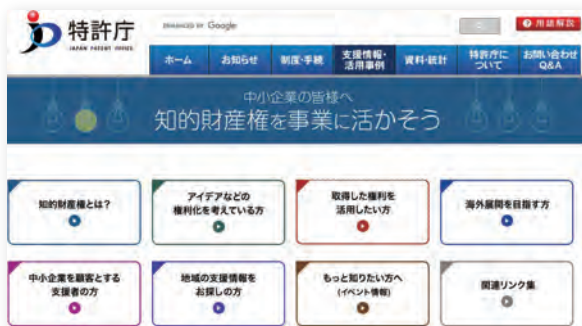 特許庁
JAPAN PATENT OFFICE
ENHANCED BY Google
? 用語解説
ホーム
お知らせ
制度・手続
支援情報・
活用事例
資料・統計
特許庁に
ついて
お問い合わせ
Q&A
中小企業の皆様へ
知的財産権を事業に活かそう
知的財産権とは?
アイデアなどの
権利化を考えている方
取得した権利を
活用したい方
海外展開を目指す方
中小企業を顧客とする
支援者の方
地域の支援情報を
お探しの方
もっと知りたい方へ
(イベント情報)
関連リンク集